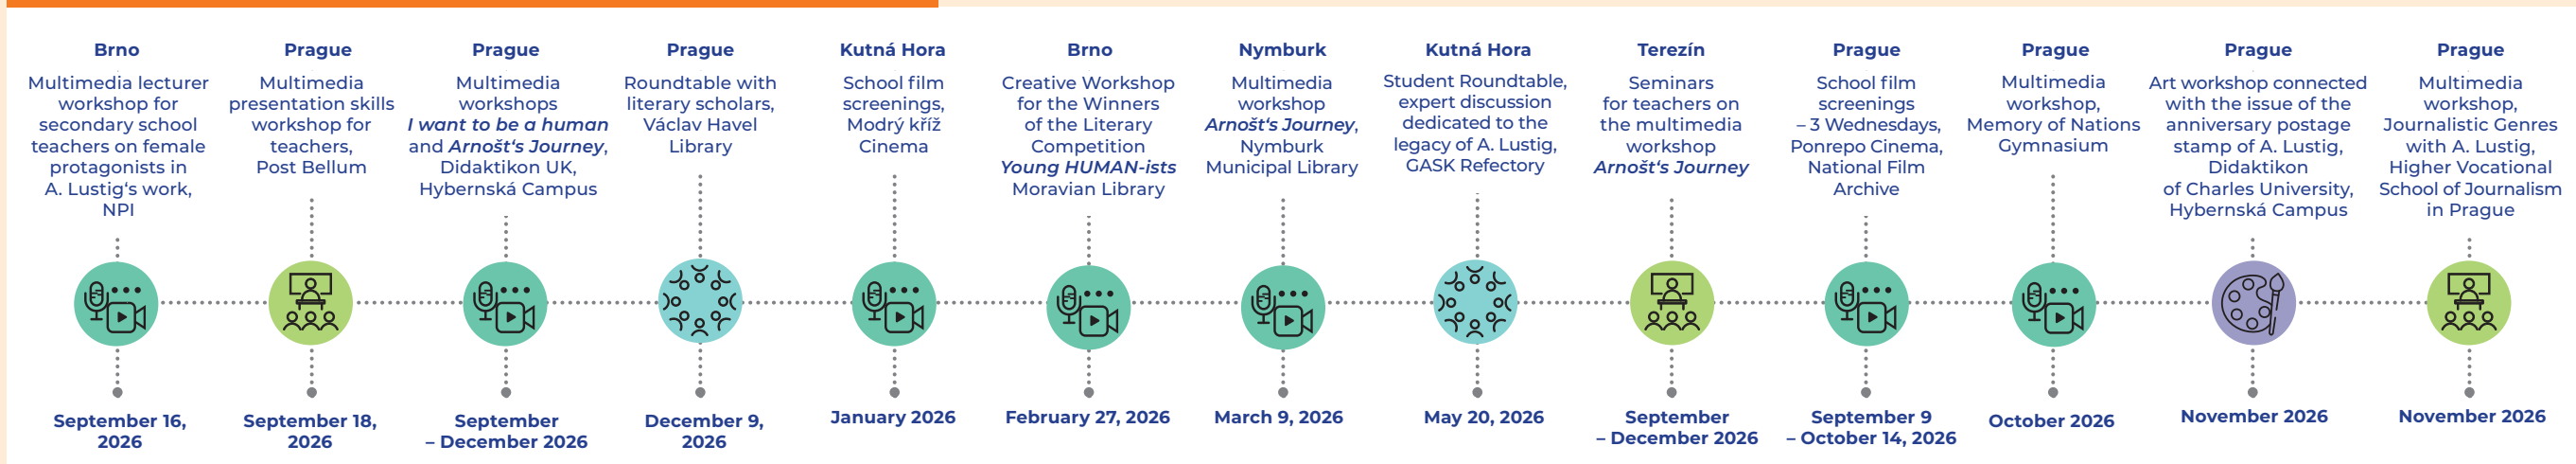 Brno
Multimedia lecturer
workshop for
secondary school
teachers on female
protagonists in
A. Lustig‘s work,
NPI
September 16,
2026
Prague
Multimedia
presentation skills
workshop for
teachers,
Post Bellum
September 18,
2026
Prague
Multimedia
workshops
I want to be a human
and Arnošt‘s Journey,
Didaktikon UK,
Hybernská Campus
September
– December 2026
Prague
Roundtable with
literary scholars,
Václav Havel
Library
December 9,
2026
Kutná Hora
School film
screenings,
Modrý kříž
Cinema
January 2026
Brno
Creative Workshop
for the Winners
of the Literary
Competition
Young HUMAN-ists
Moravian Library
February 27, 2026
Nymburk
Multimedia
workshop
Arnošt‘s Journey,
Nymburk
Municipal Library
March 9, 2026
Kutná Hora
Student Roundtable,
expert discussion
dedicated to the
legacy of A. Lustig,
GASK Refectory
May 20, 2026
Terezín
Seminars
for teachers on
the multimedia
workshop
Arnošt‘s Journey
September
– December 2026
Prague
School film
screenings
– 3 Wednesdays,
Ponrepo Cinema,
National Film
Archive
September 9
– October 14, 2026
Prague
Multimedia
workshop,
Memory of Nations
Gymnasium
October 2026
Prague
Art workshop connected
with the issue of the
anniversary postage
stamp of A. Lustig,
Didaktikon
of Charles University,
Hybernská Campus
November 2026
Prague
Multimedia
workshop,
Journalistic Genres
with A. Lustig,
Higher Vocational
School of Journalism
in Prague
November 2026